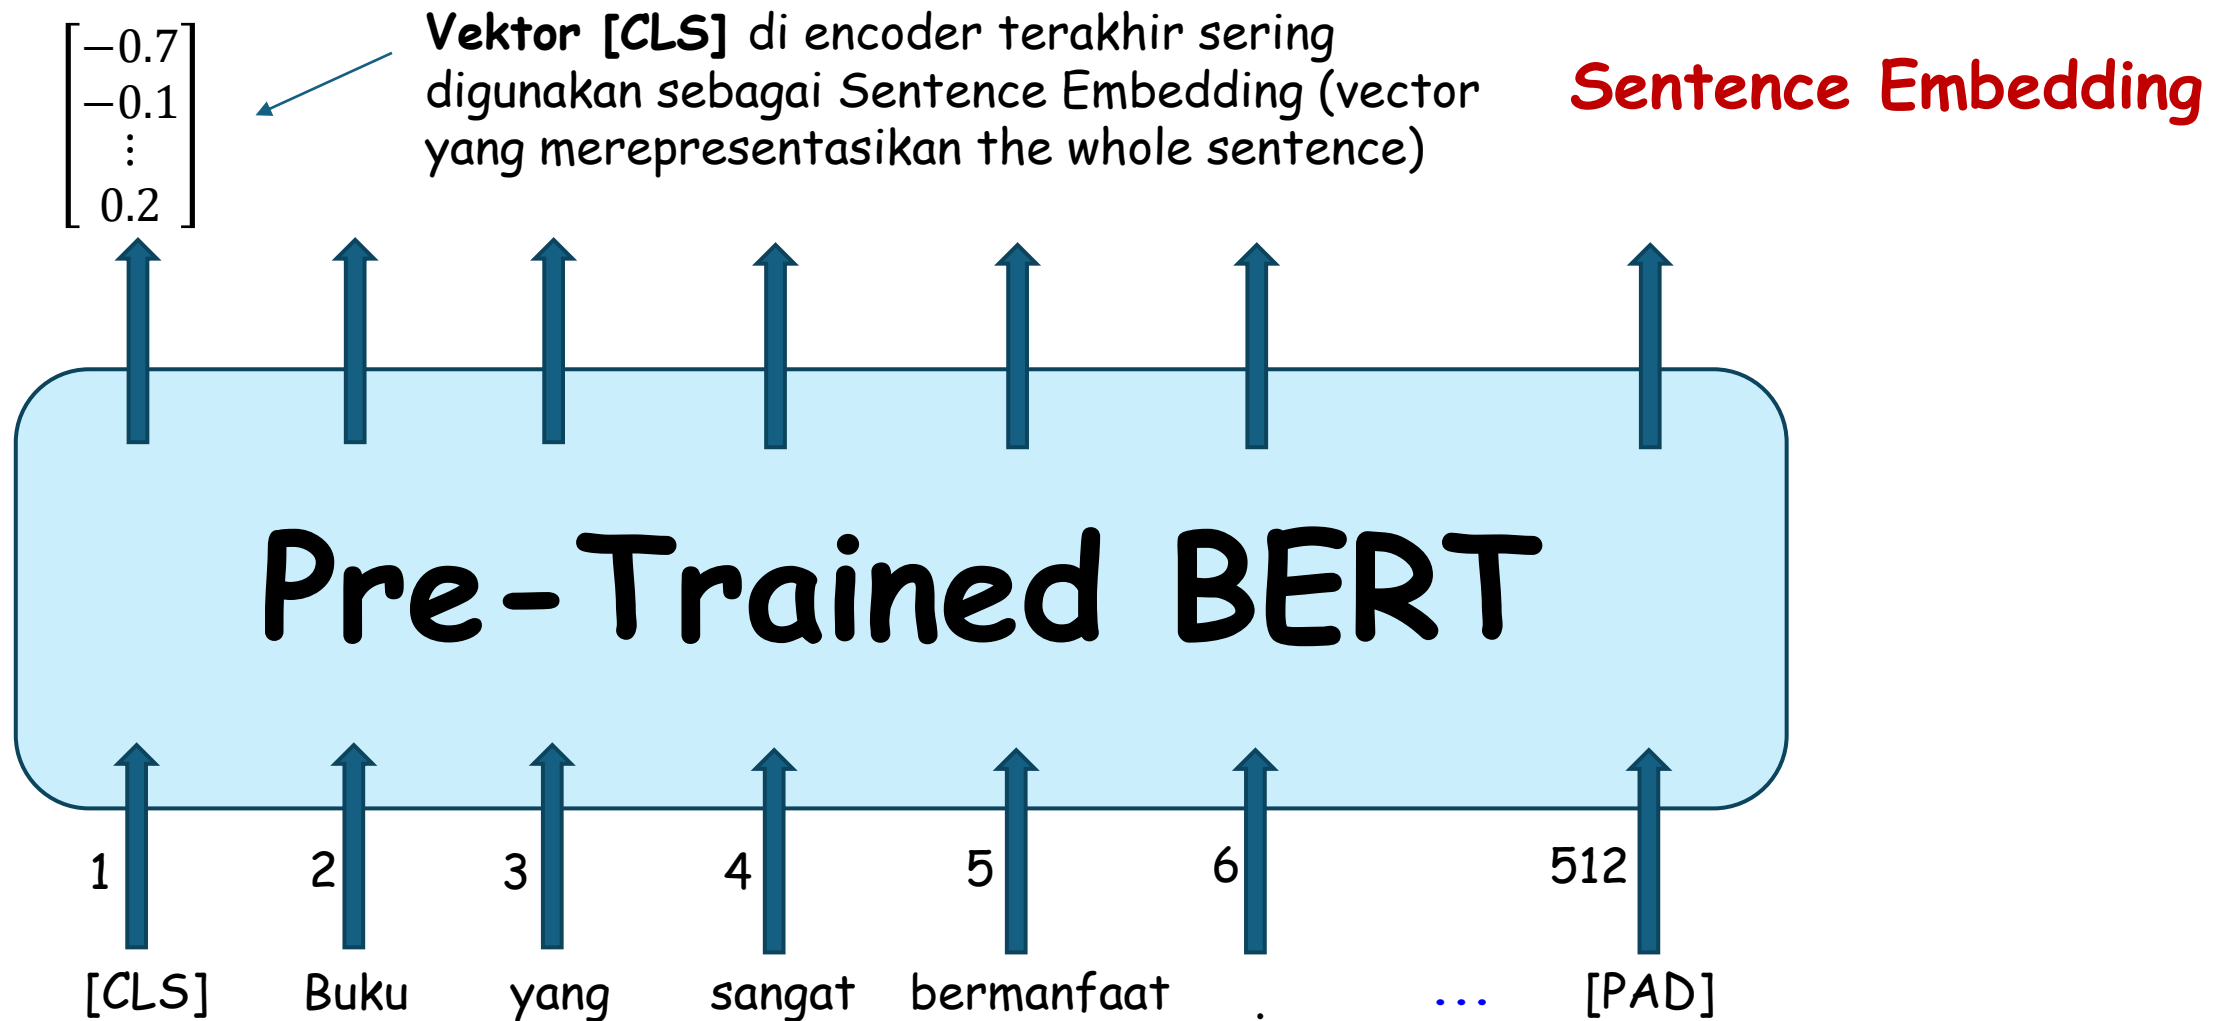 −0.7
−0.1
⋮
0.2
Vektor [CLS] di encoder terakhir sering
digunakan sebagai Sentence Embedding (vector
yang merepresentasikan the whole sentence)
Sentence Embedding
Pre-Trained BERT
1 2 3 4 5 6 512
[CLS] Buku yang sangat bermanfaat . ... [PAD]